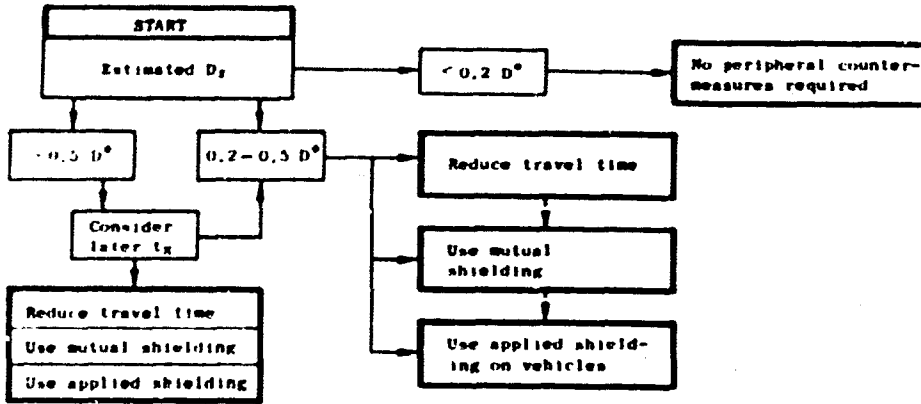 START
Estimated D
< 0.2 D*
No peripheral counter-
measures required
0.5 D*
0.2-0.5 D*
Reduce travel time
Consider
later t
Use mutual
shielding
Reduce travel time
Use mutual shielding
Use applied shielding
Use applied shield-
ing on vehicles